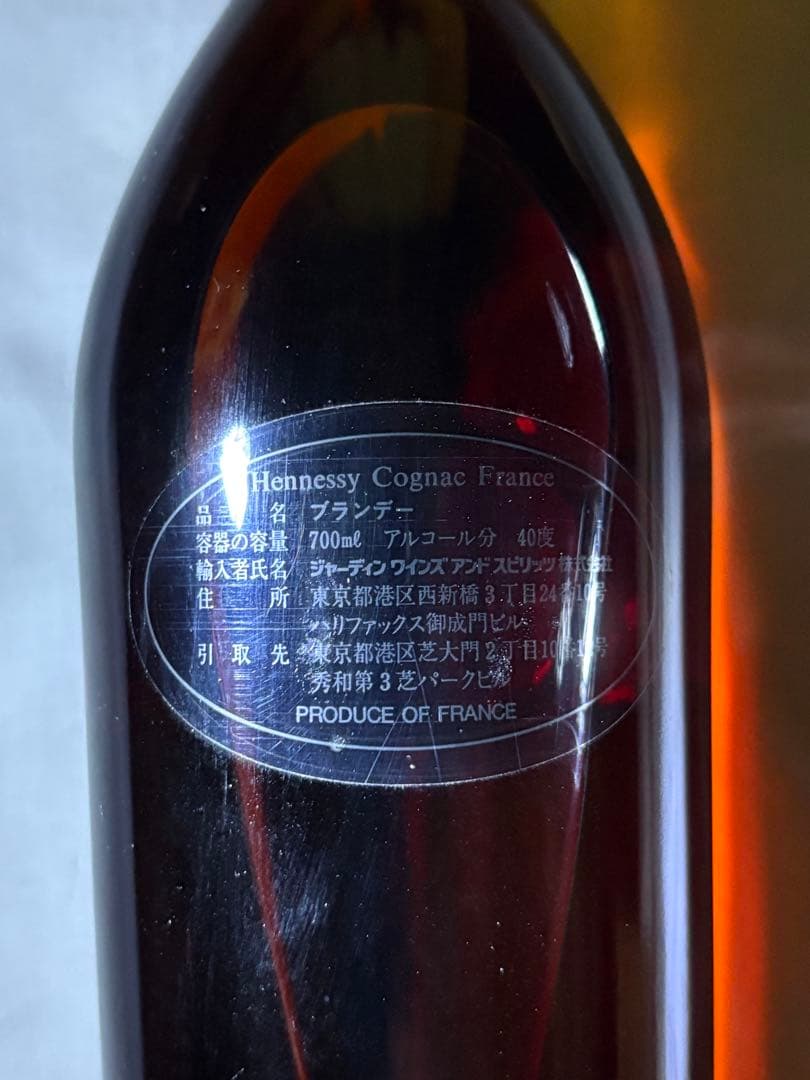 Hennessy Cognac France
品名 ブランデー
容器の容量 700mℓ アルコール分 40度
輸入者氏名 ジャーディン ワインズ アンド スピリッツ 株式会社
住所 東京都港区西新橋3丁目24番10号
ハリファックス御成門ビル
引取先 東京都港区芝大門2丁目10番1号
秀和第3芝パークビル
PRODUCE OF FRANCE